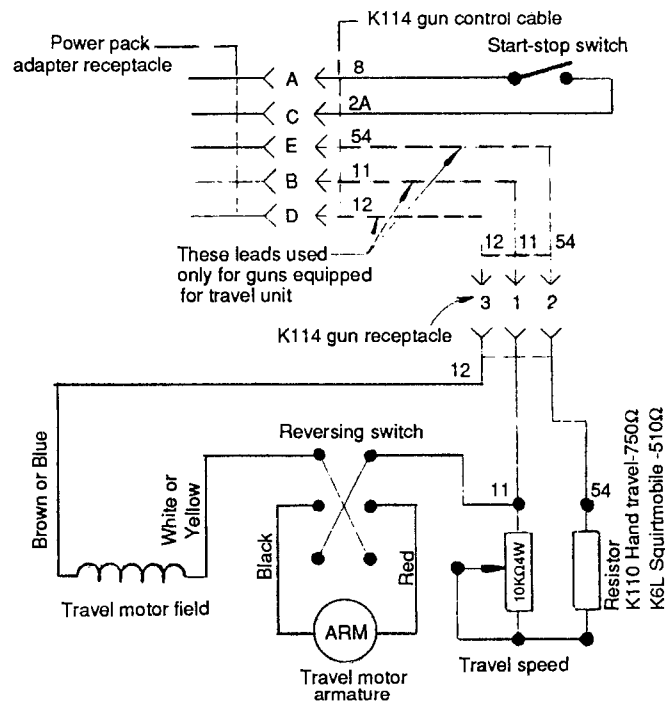 K114 gun control cable
Power pack
adapter receptacle
Start-stop switch
A
8
C
2A
E
54
B
11
D
12
These leads used
only for guns equipped
for travel unit
12 11 54
3 1 2
K114 gun receptacle
12
Brown or Blue
White or
Yellow
Reversing switch
Black
Red
11
54
10KΩ4W
Resistor
K110 Hand travel-750Ω
K6L Squirtmobile -510Ω
Travel motor field
ARM
Travel motor
armature
Travel speed